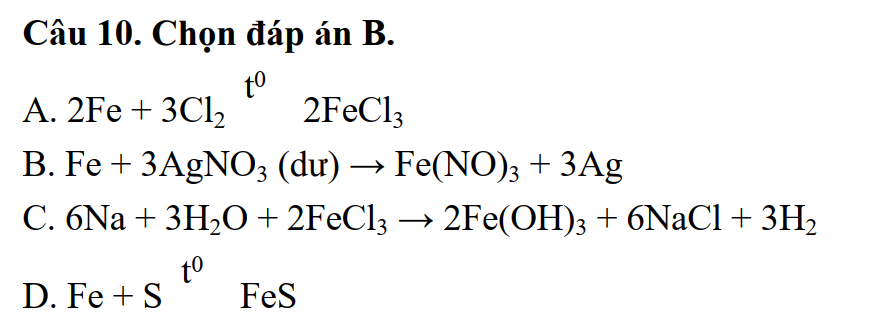 Câu 10. Chọn đáp án B.
A. 2Fe + 3Cl₂ t⁰ 2FeCl₃
B. Fe + 3AgNO₃ (dư) → Fe(NO)₃ + 3Ag
C. 6Na + 3H₂O + 2FeCl₃ → 2Fe(OH)₃ + 6NaCl + 3H₂
D. Fe + S t⁰ FeS